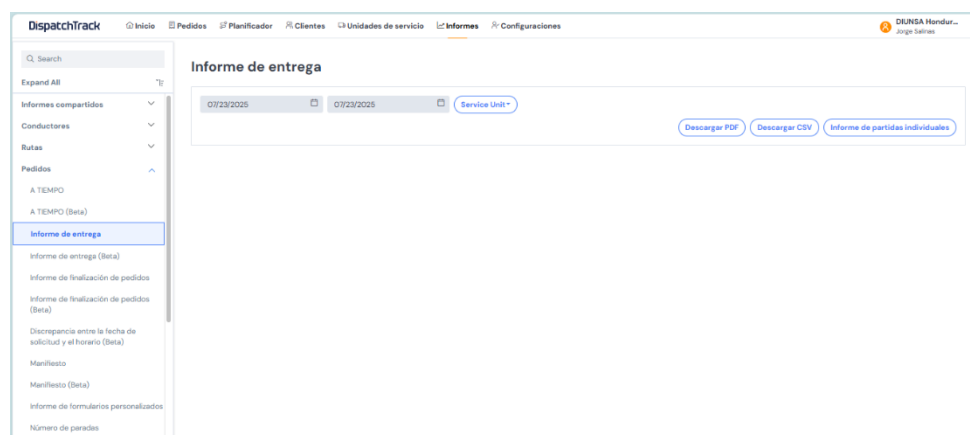 DispatchTrack
Inicio Pedidos Planificador Clientes Unidades de servicio Informes Configuraciones
DIUNSA Hondur...
Jorge Salinas
Search
Expand All
Informes compartidos
Conductores
Rutas
Pedidos
A TIEMPO
A TIEMPO (Beta)
Informe de entrega
Informe de entrega (Beta)
Informe de finalización de pedidos
Informe de finalización de pedidos
(Beta)
Discrepancia entre la fecha de
solicitud y el horario (Beta)
Manifiesto
Manifiesto (Beta)
Informe de formularios personalizados
Número de paradas
Informe de entrega
07/23/2025 07/23/2025 Service Unit
Descargar PDF Descargar CSV Informe de partidas individuales